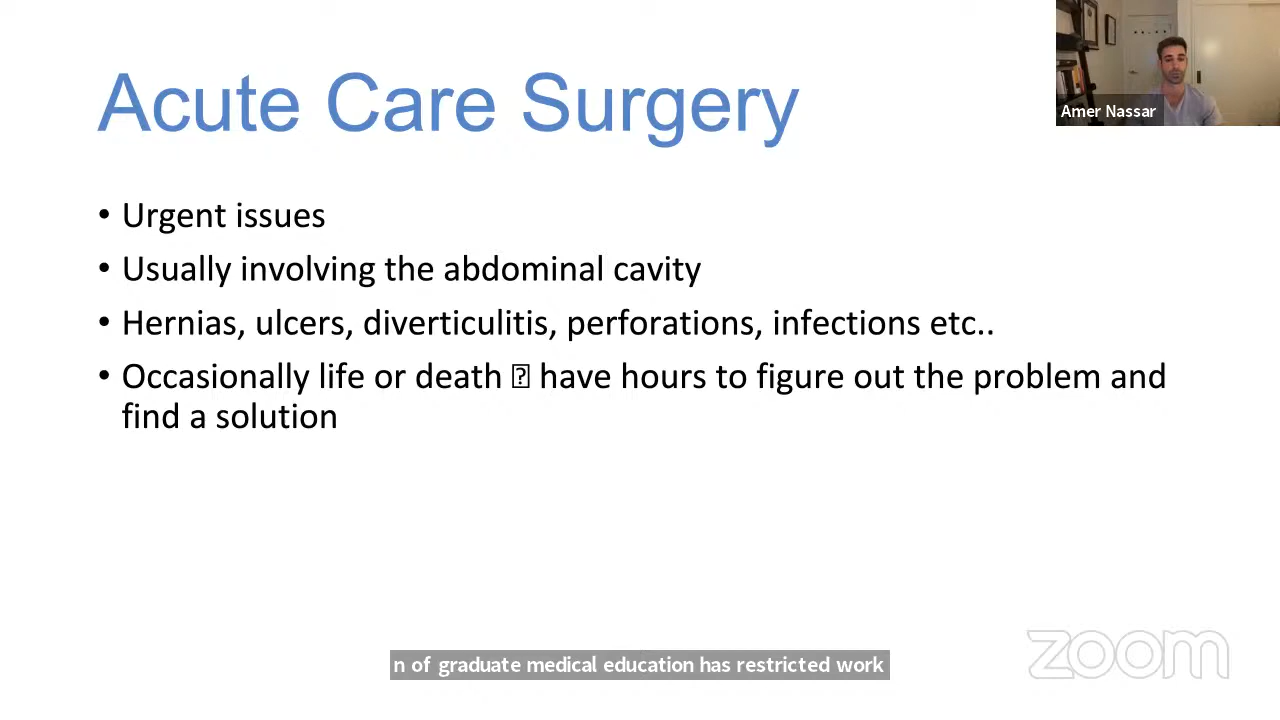 Acute Care Surgery
Amer Nassar
• Urgent issues
• Usually involving the abdominal cavity
• Hernias, ulcers, diverticulitis, perforations, infections etc..
• Occasionally life or death ⍰ have hours to figure out the problem and
find a solution
n of graduate medical education has restricted work
zoom